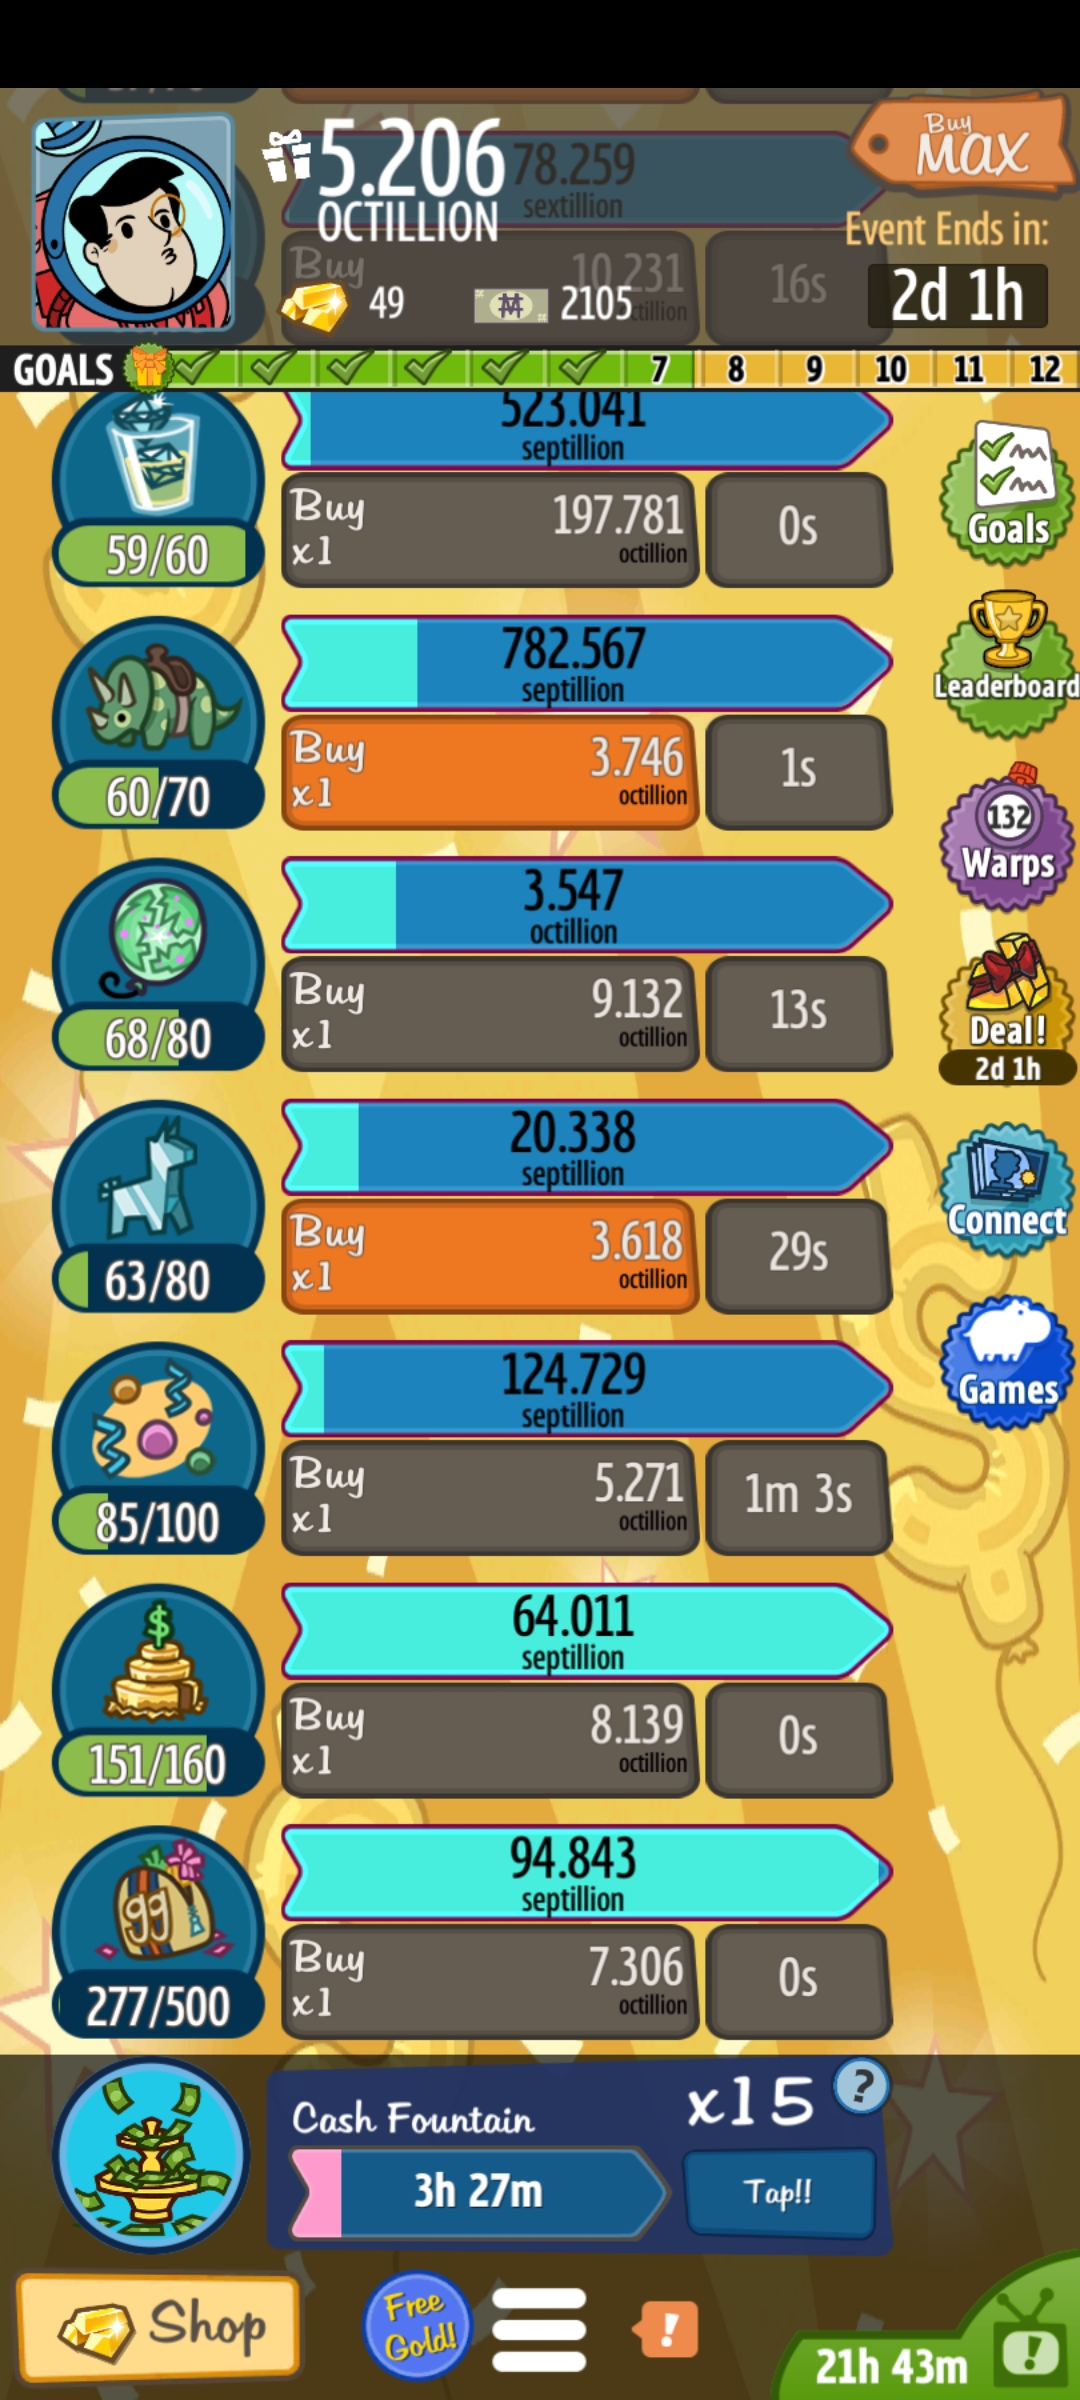 5.206
OCTILLION
78.259
sextillion
Buy
MAX
Event Ends in:
2d 1h
Buy
10.231
16s
49
2105
GOALS
7
8
9
10
11
12
523.041
septillion
59/60
Buy
x1
197.781
octillion
0s
Goals
782.567
septillion
60/70
Buy
x1
3.746
octillion
1s
Leaderboard
132
Warps
3.547
octillion
68/80
Buy
x1
9.132
octillion
13s
Deal!
2d 1h
20.338
septillion
63/80
Buy
x1
3.618
octillion
29s
Connect
Games
124.729
septillion
85/100
Buy
x1
5.271
octillion
1m 3s
$
64.011
septillion
151/160
Buy
x1
8.139
octillion
0s
99
94.843
septillion
277/500
Buy
x1
7.306
octillion
0s
Cash Fountain
x15
?
3h 27m
Tap!!
Shop
Free
Gold!
!
21h 43m
!